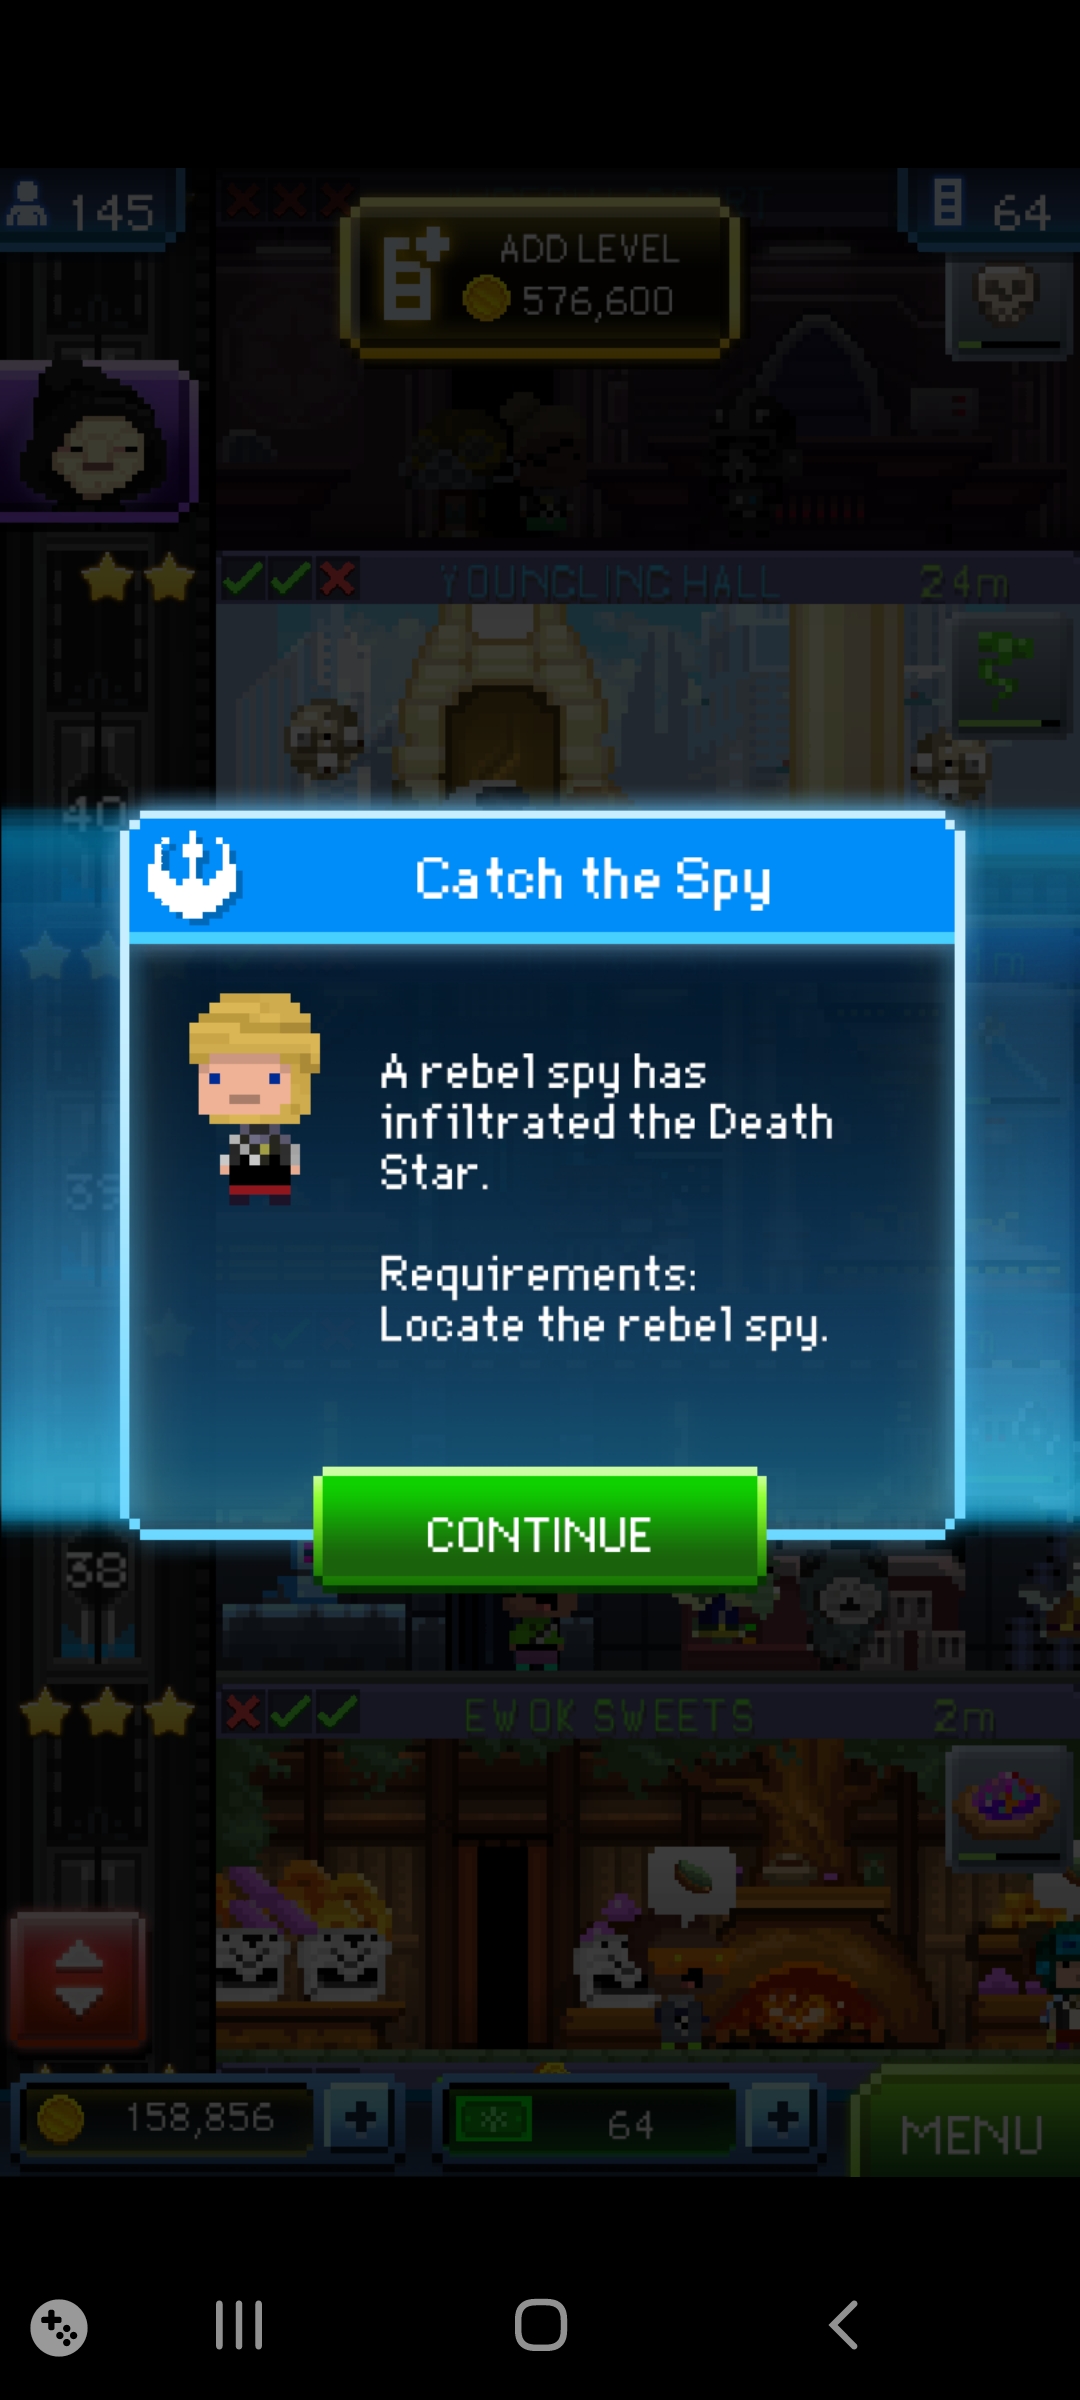 145
ADD LEVEL
576,600
64
YOUNGLING HALL
24m
40
Catch the Spy
A rebel spy has
infiltrated the Death
Star.
39
Requirements:
Locate the rebel spy.
CONTINUE
38
EWOK SWEETS
2m
158,856
64
MENU